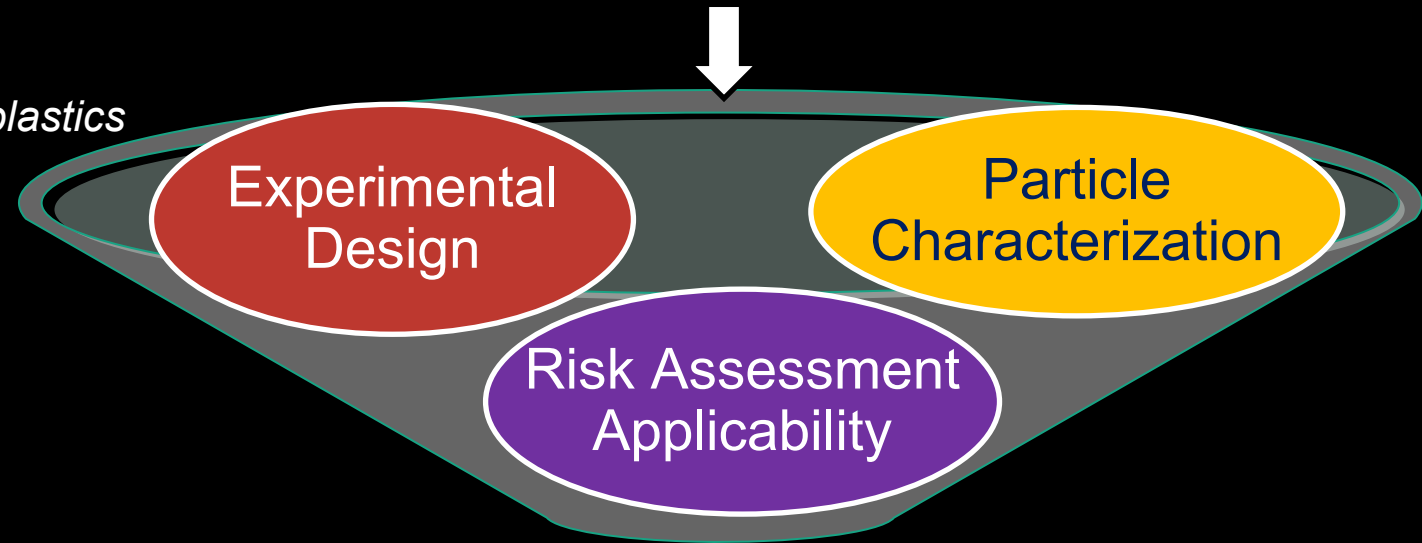 plastics
Experimental
Design
Particle
Characterization
Risk Assessment
Applicability